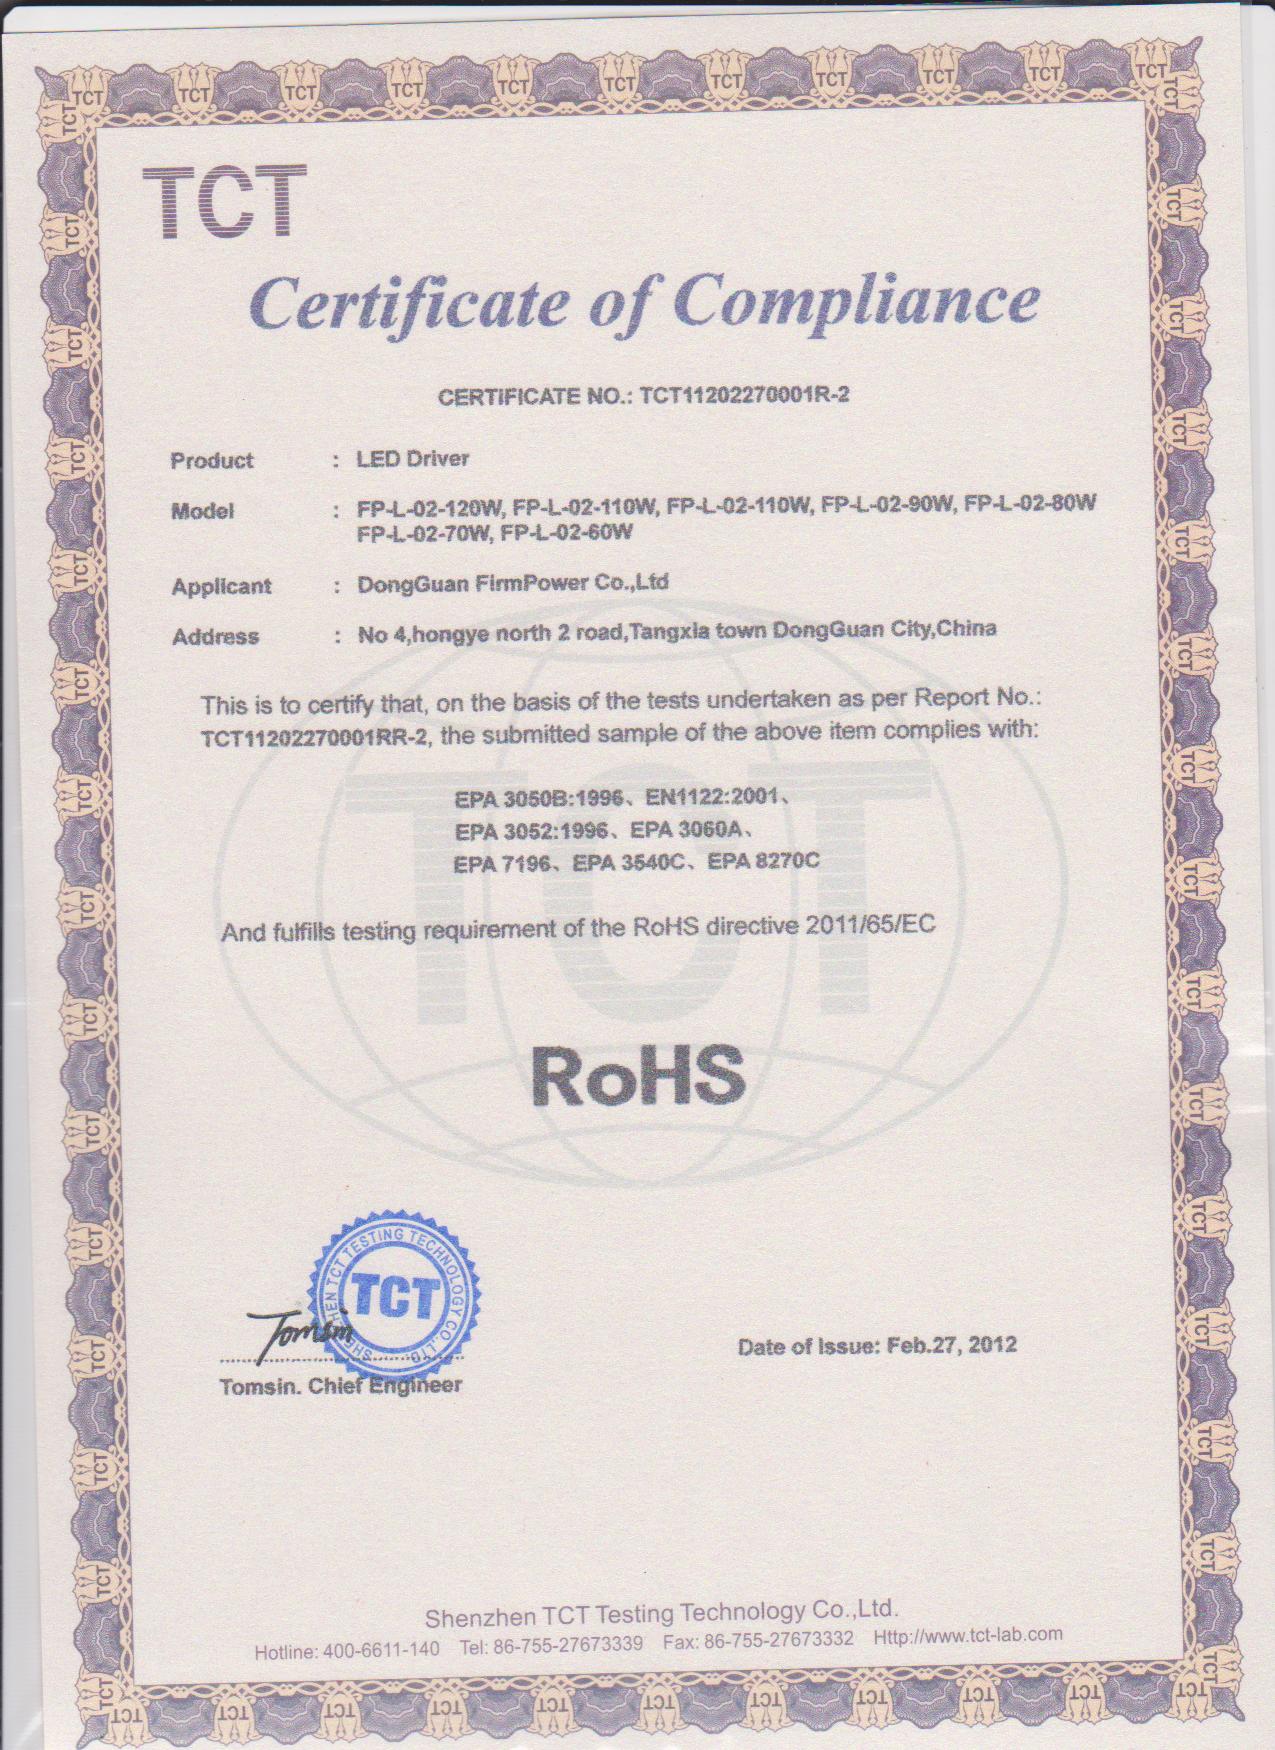 TCT
Certificate of Compliance
CERTIFICATE NO.: TCT11202270001R-2
Product : LED Driver
Model : FP-L-02-120W, FP-L-02-110W, FP-L-02-110W, FP-L-02-90W, FP-L-02-80W
FP-L-02-70W, FP-L-02-60W
Applicant : DongGuan FirmPower Co.,Ltd
Address : No 4,hongye north 2 road,Tangxia town DongGuan City,China
This is to certify that, on the basis of the tests undertaken as per Report No.:
TCT11202270001RR-2, the submitted sample of the above item complies with:
EPA 3050B:1996、EN1122:2001、
EPA 3052:1996、EPA 3060A、
EPA 7196、EPA 3540C、EPA 8270C
And fulfills testing requirement of the RoHS directive 2011/65/EC
TCT
RoHS
SHENZHEN TCT TESTING TECHNOLOGY CO.,LTD.
TCT
Tomsin
Tomsin. Chief Engineer
Date of Issue: Feb.27, 2012
Shenzhen TCT Testing Technology Co.,Ltd.
Hotline: 400-6611-140 Tel: 86-755-27673339 Fax: 86-755-27673332 Http://www.tct-lab.com